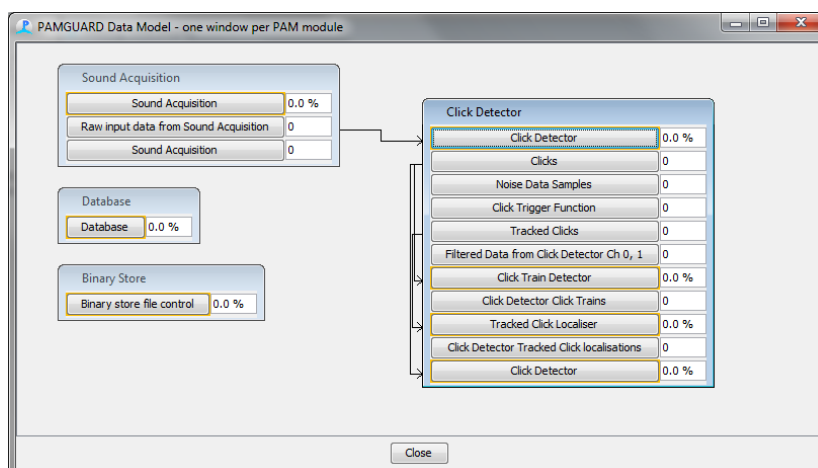 PAMGUARD Data Model - one window per PAM module
Sound Acquisition
Sound Acquisition 0.0 %
Raw input data from Sound Acquisition 0
Sound Acquisition 0
Database
Database 0.0 %
Binary Store
Binary store file control 0.0 %
Click Detector
Click Detector 0.0 %
Clicks 0
Noise Data Samples 0
Click Trigger Function 0
Tracked Clicks 0
Filtered Data from Click Detector Ch 0, 1 0
Click Train Detector 0.0 %
Click Detector Click Trains 0
Tracked Click Localiser 0.0 %
Click Detector Tracked Click localisations 0
Click Detector 0.0 %
Close